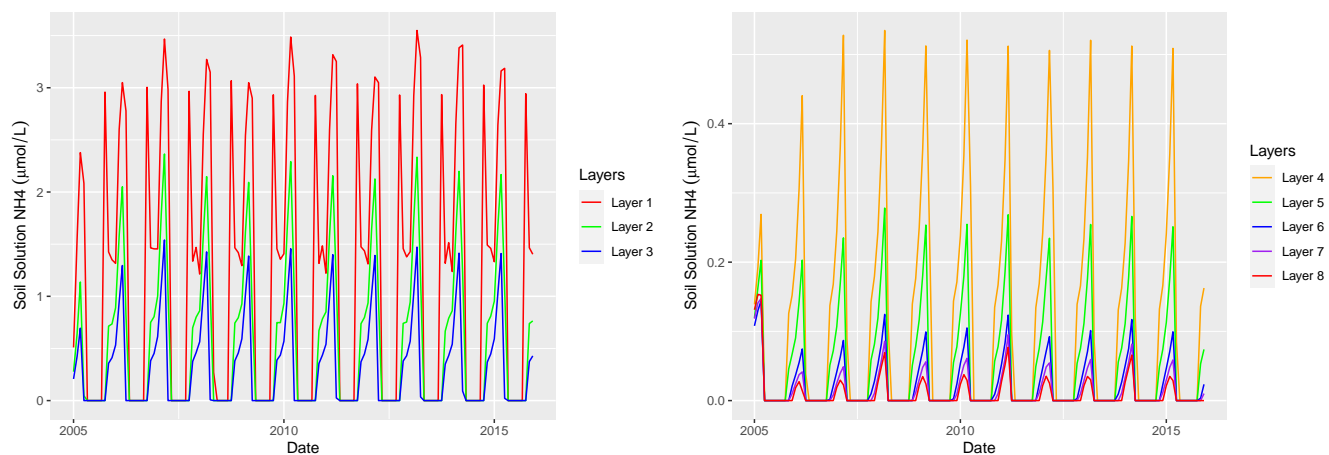 Soil Solution NH4 (μmol/L)
3
2
1
0
2005
2010
2015
Date
Layers
Layer 1
Layer 2
Layer 3
Soil Solution NH4 (μmol/L)
0.4
0.2
0.0
2005
2010
2015
Date
Layers
Layer 4
Layer 5
Layer 6
Layer 7
Layer 8